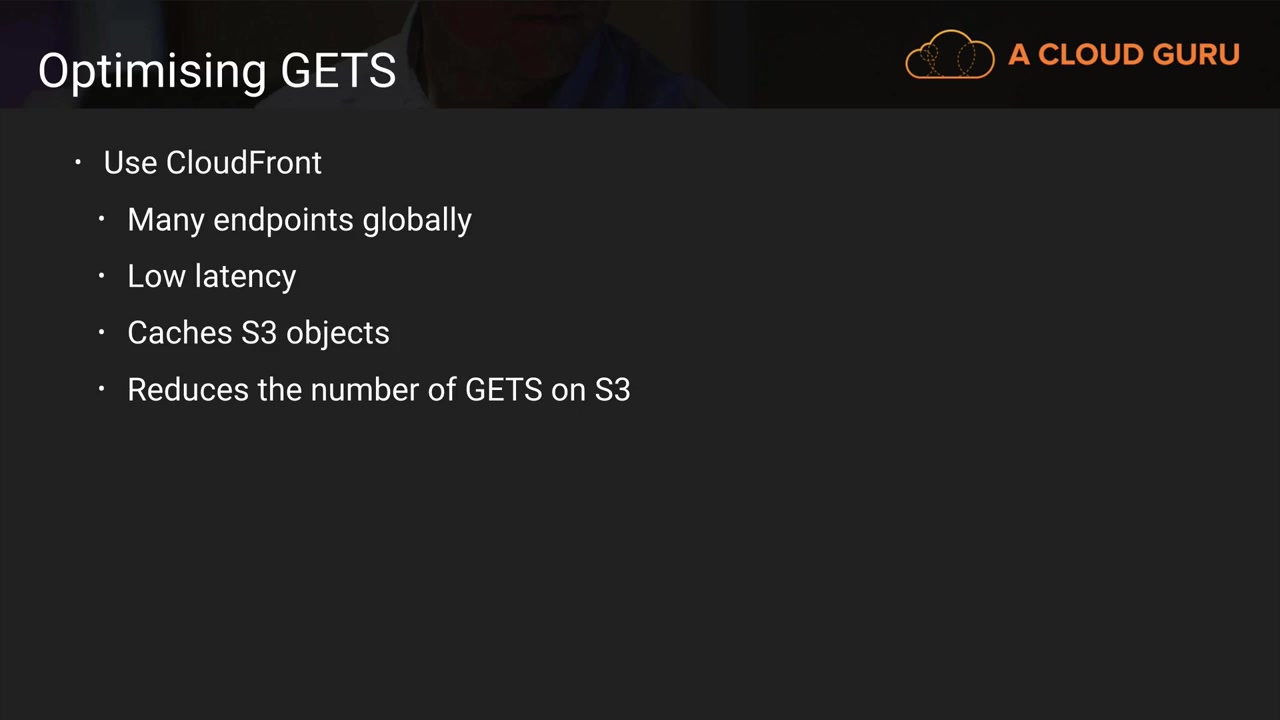 Optimising GETS
A CLOUD GURU
• Use CloudFront
• Many endpoints globally
• Low latency
• Caches S3 objects
• Reduces the number of GETS on S3